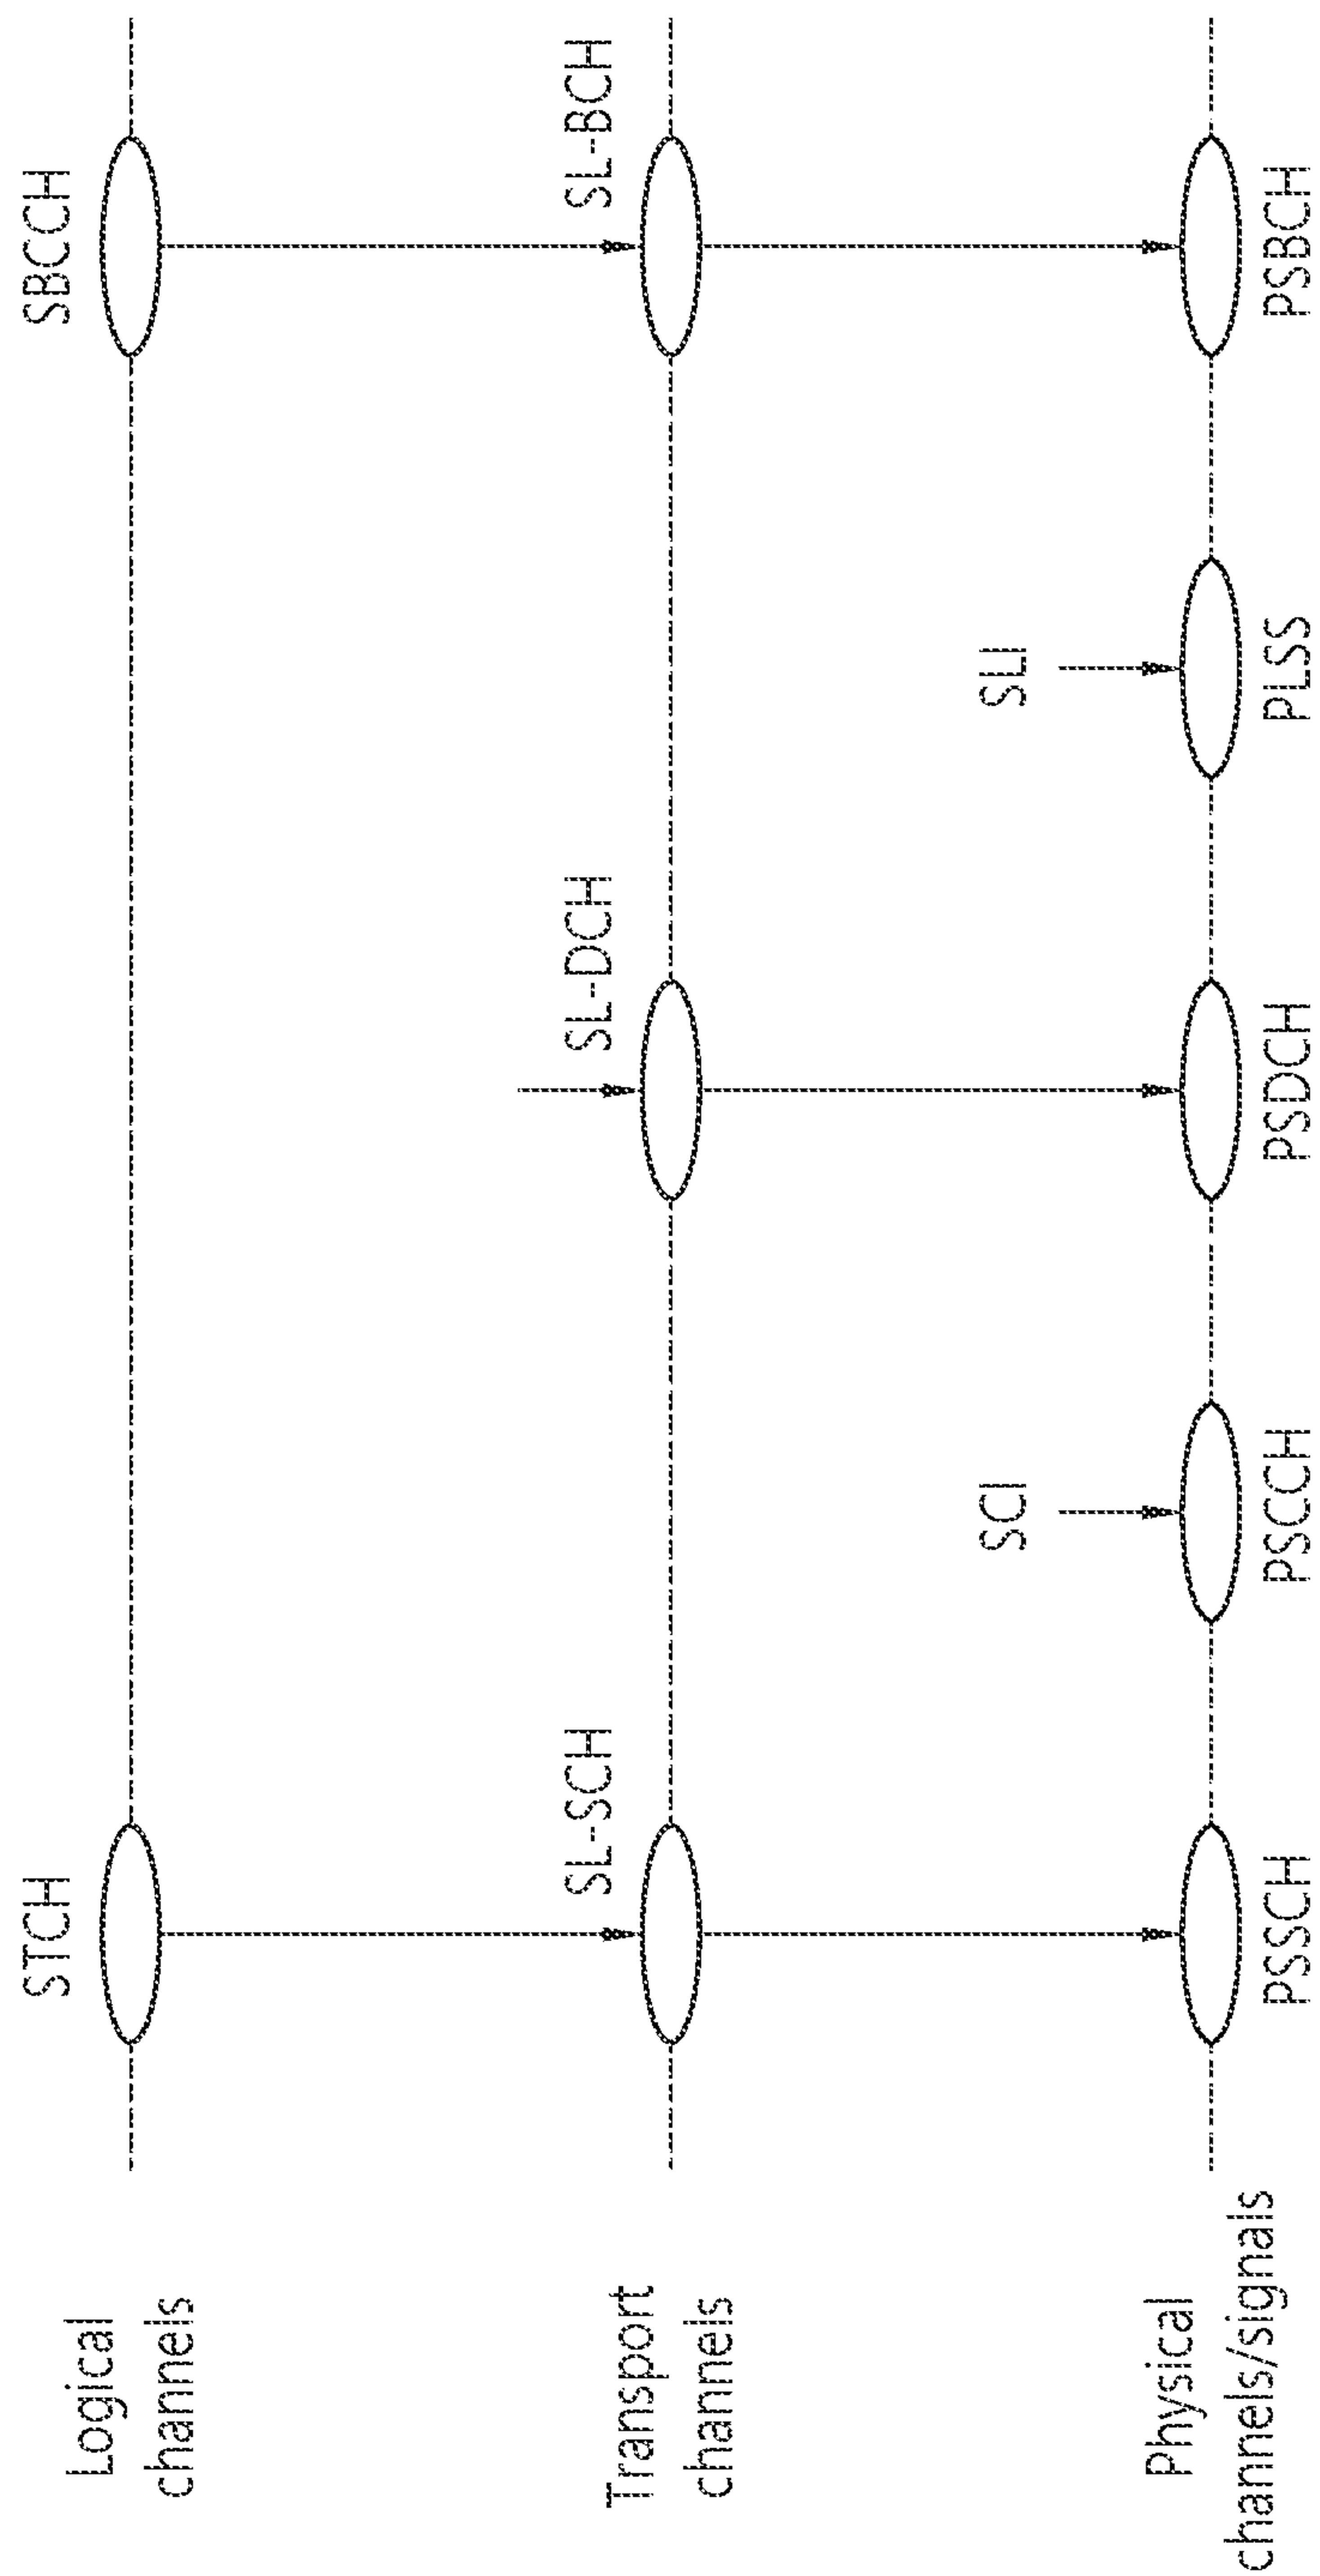 Logical
channels
STCH
SBCCH
Transport
channels
SL-SCH
SL-DCH
SL-BCH
SCI
SLI
Physical
channels/signals
PSSCH
PSCCH
PSDCH
PLSS
PSBCH